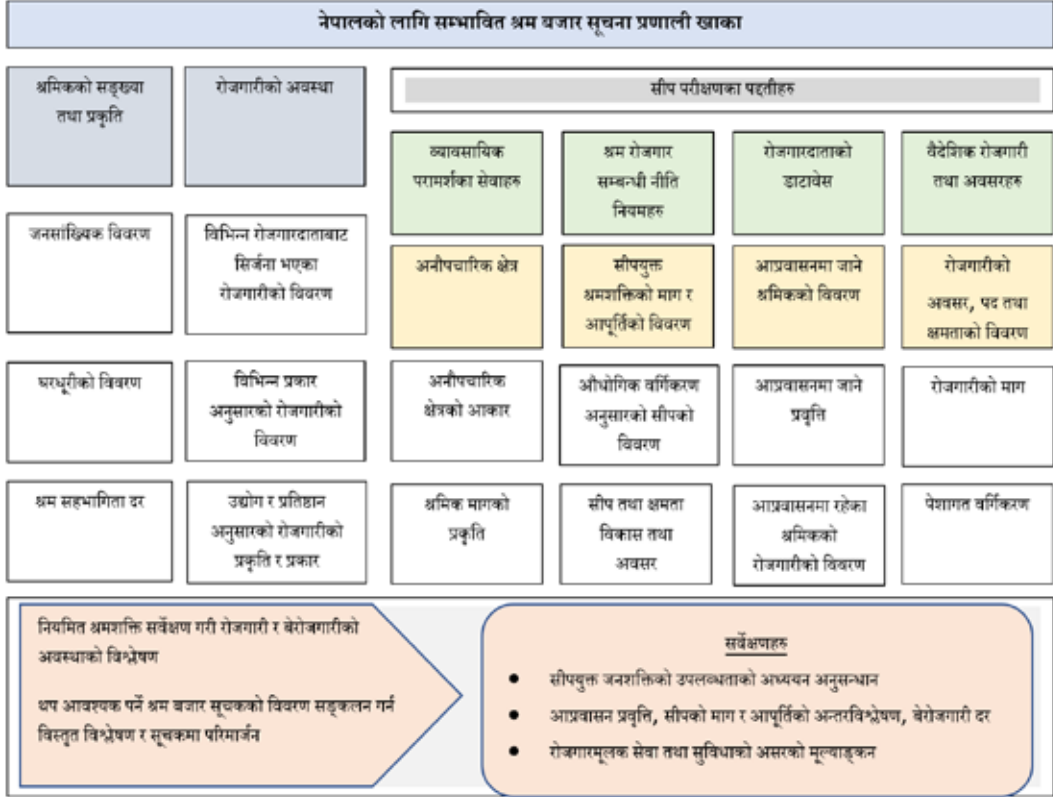 नेपालको लागि सम्भावित श्रम बजार सूचना प्रणाली खाका
श्रमिकको सङ्ख्या
तथा प्रकृति
रोजगारीको अवस्था
सीप परीक्षणका पद्दतीहरु
व्यावसायिक
परामर्शका सेवाहरु
श्रम रोजगार
सम्बन्धी नीति
नियमहरु
रोजगारदाताको
डाटावेस
वैदेशिक रोजगारी
तथा अवसरहरु
जनसांख्यिक विवरण
विभिन्न रोजगारदाताबाट
सिर्जना भएका
रोजगारीको विवरण
अनौपचारिक क्षेत्र
सीपयुक्त
श्रमशक्तिको माग र
आपूर्तिको विवरण
आप्रवासनमा जाने
श्रमिकको विवरण
रोजगारीको
अवसर, पद तथा
क्षमताको विवरण
घरधूरीको विवरण
विभिन्न प्रकार
अनुसारको रोजगारीको
विवरण
अनौपचारिक
क्षेत्रको आकार
औधोगिक वर्गिकरण
अनुसारको सीपको
विवरण
आप्रवासनमा जाने
प्रवृत्ति
रोजगारीको माग
श्रम सहभागिता दर
उद्योग र प्रतिष्ठान
अनुसारको रोजगारीको
प्रकृति र प्रकार
श्रमिक मागको
प्रकृति
सीप तथा क्षमता
विकास तथा
अवसर
आप्रवासनमा रहेका
श्रमिकको
रोजगारीको विवरण
पेशागत वर्गिकरण
नियमित श्रमशक्ति सर्वेक्षण गरी रोजगारी र बेरोजगारीको
अवस्थाको विश्लेषण
थप आवश्यक पर्ने श्रम बजार सूचकको विवरण सङ्कलन गर्न
विस्तृत विश्लेषण र सूचकमा परिमार्जन
सर्वेक्षणहरु
• सीपयुक्त जनशक्तिको उपलब्धताको अध्ययन अनुसन्धान
• आप्रवासन प्रवृत्ति, सीपको माग र आपूर्तिको अन्तरविश्लेषण, बेरोजगारी दर
• रोजगारमूलक सेवा तथा सुविधाको असरको मूल्याङ्कन